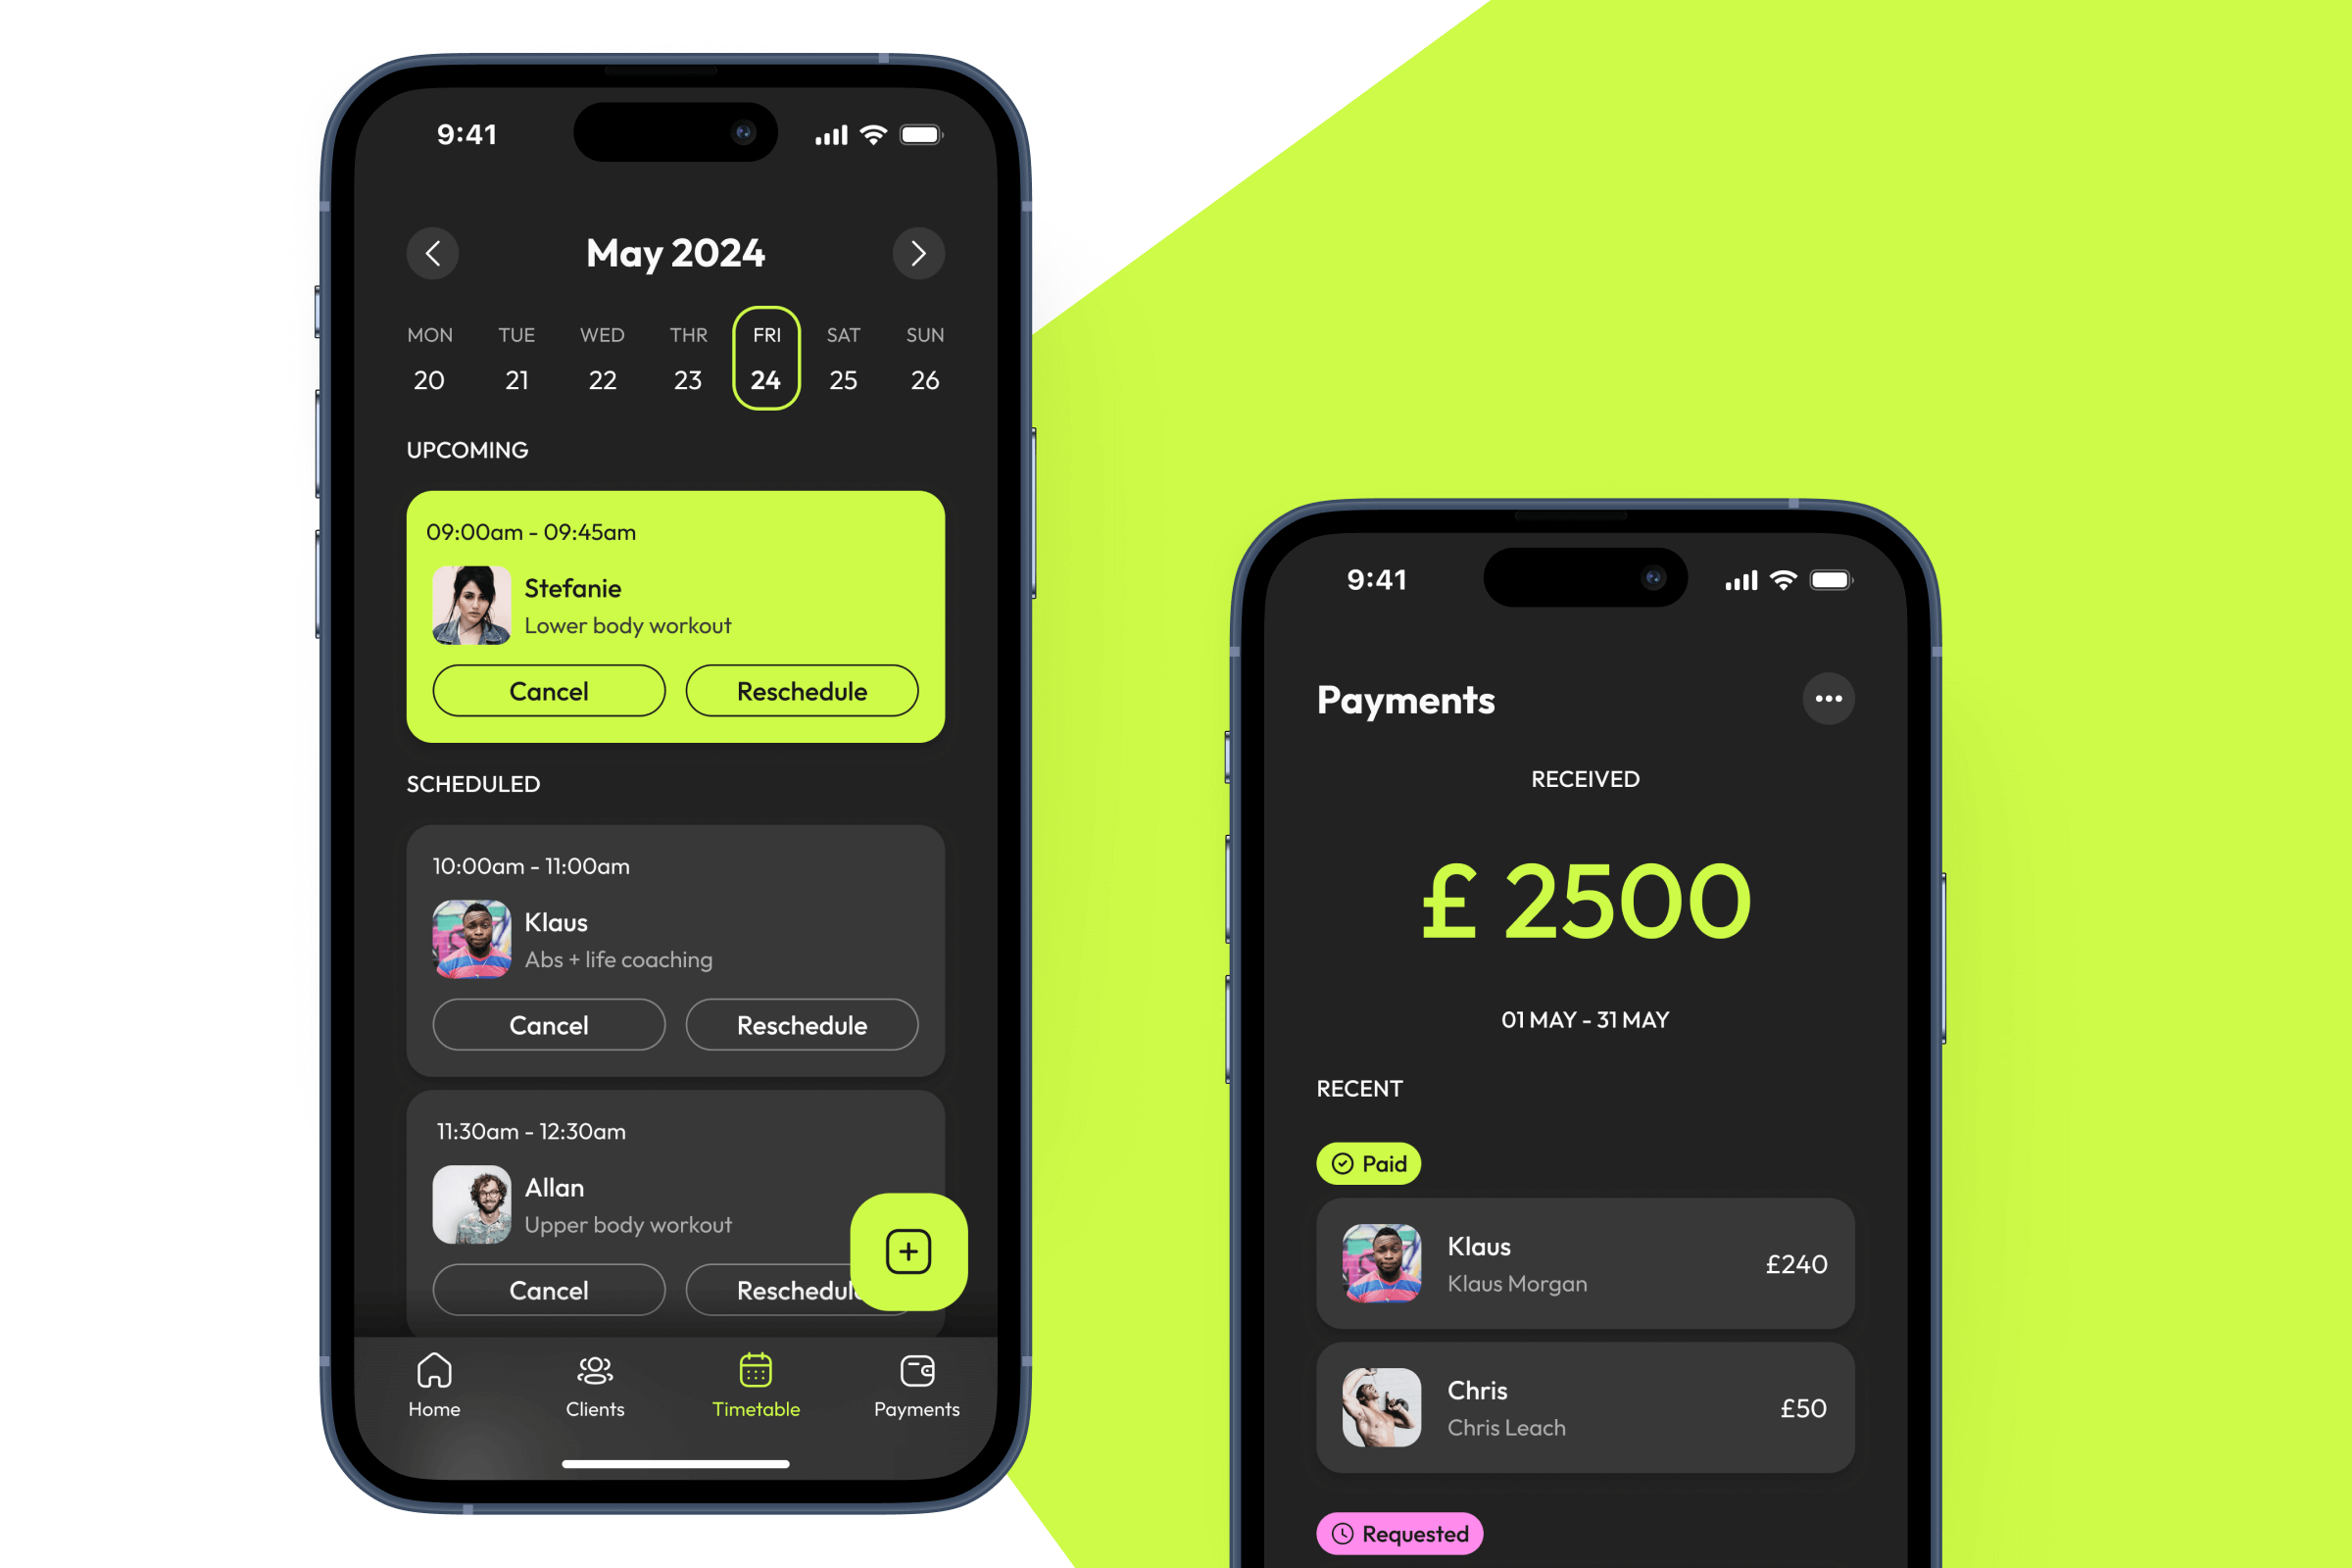 9:41
May 2024
MON TUE WED THR FRI SAT SUN
20 21 22 23 24 25 26
UPCOMING
09:00am - 09:45am
Stefanie
Lower body workout
Cancel Reschedule
SCHEDULED
10:00am - 11:00am
Klaus
Abs + life coaching
Cancel Reschedule
11:30am - 12:30am
Allan
Upper body workout
Cancel Reschedul
Home Clients Timetable Payments
9:41
Payments
RECEIVED
£ 2500
01 MAY - 31 MAY
RECENT
Paid
Klaus
Klaus Morgan
£240
Chris
Chris Leach
£50
Requested